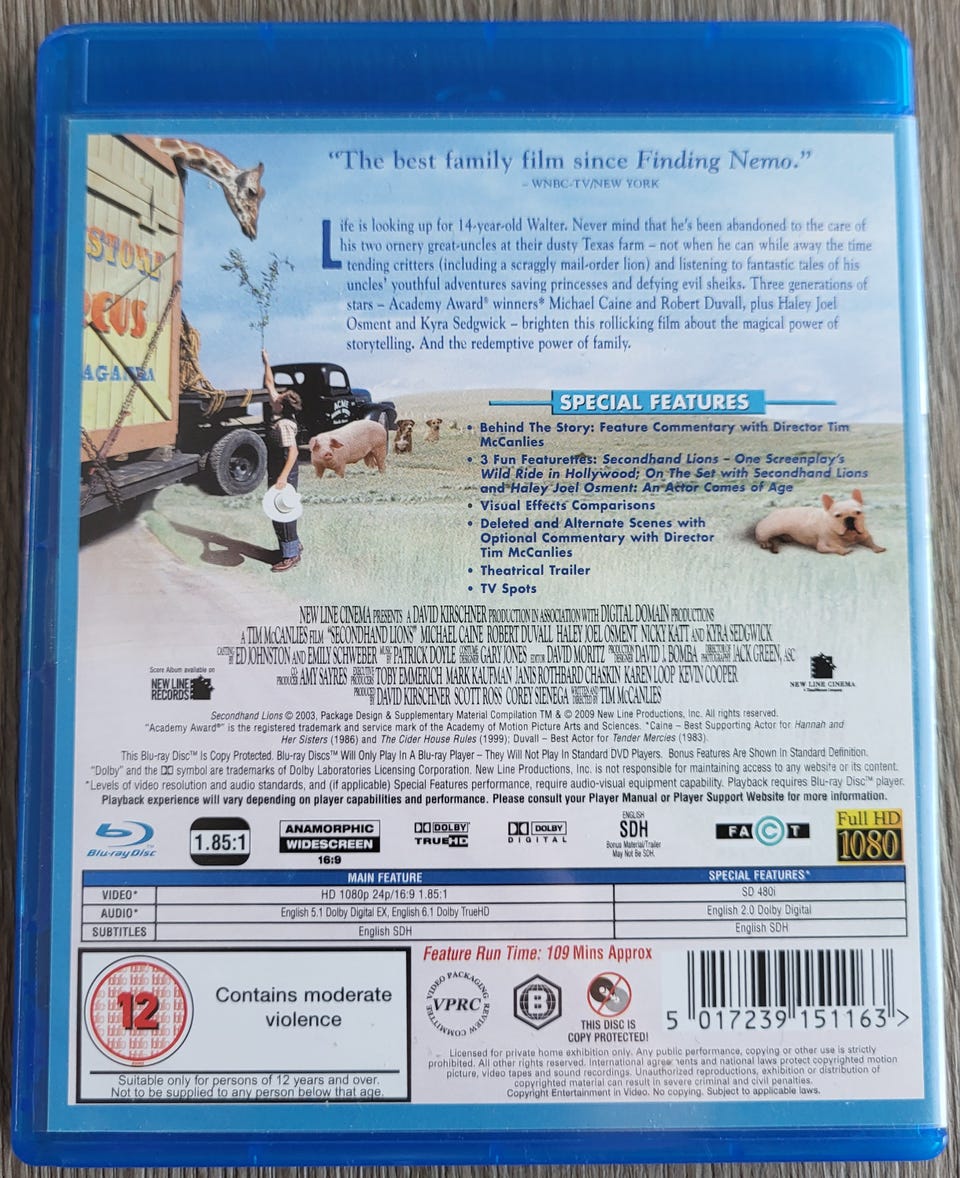 “The best family film since Finding Nemo.”
– WNBC-TV/NEW YORK
Life is looking up for 14-year-old Walter. Never mind that he’s been abandoned to the care of
his two ornery great-uncles at their dusty Texas farm – not when he can while away the time
tending critters (including a scraggly mail-order lion) and listening to fantastic tales of his
uncles’ youthful adventures saving princesses and defying evil sheiks. Three generations of
stars – Academy Award® winners* Michael Caine and Robert Duvall, plus Haley Joel
Osment and Kyra Sedgwick – brighten this rollicking film about the magical power of
storytelling. And the redemptive power of family.
STONE
CUS
AGANZA
ACME
SPECIAL FEATURES
• Behind The Story: Feature Commentary with Director Tim
McCanlies
• 3 Fun Featurettes: Secondhand Lions – One Screenplay’s
Wild Ride in Hollywood; On The Set with Secondhand Lions
and Haley Joel Osment: An Actor Comes of Age
• Visual Effects Comparisons
• Deleted and Alternate Scenes with
Optional Commentary with Director
Tim McCanlies
• Theatrical Trailer
• TV Spots
NEW LINE CINEMA PRESENTS A DAVID KIRSCHNER PRODUCTION IN ASSOCIATION WITH DIGITAL DOMAIN PRODUCTIONS
A TIM McCANLIES FILM “SECONDHAND LIONS” MICHAEL CAINE ROBERT DUVALL HALEY JOEL OSMENT NICKY KATT AND KYRA SEDGWICK
CASTING BY ED JOHNSTON AND EMILY SCHWEBER MUSIC BY PATRICK DOYLE COSTUME DESIGNER GARY JONES EDITOR DAVID MORITZ PRODUCTION DESIGNER DAVID J. BOMBA DIRECTOR OF PHOTOGRAPHY JACK GREEN, ASC
CO-PRODUCER AMY SAYRES EXECUTIVE PRODUCERS TOBY EMMERICH MARK KAUFMAN JANIS ROTHBARD CHASKIN KAREN LOOP KEVIN COOPER
PRODUCED BY DAVID KIRSCHNER SCOTT ROSS COREY SIENEGA WRITTEN AND DIRECTED BY TIM McCANLIES
Score Album available on
NEW LINE
RECORDS
NEW LINE CINEMA
Secondhand Lions © 2003, Package Design & Supplementary Material Compilation TM & © 2009 New Line Productions, Inc. All rights reserved.
“Academy Award®” is the registered trademark and service mark of the Academy of Motion Picture Arts and Sciences. *Caine – Best Supporting Actor for Hannah and
Her Sisters (1986) and The Cider House Rules (1999); Duvall – Best Actor for Tender Mercies (1983).
This Blu-ray Disc™ Is Copy Protected. Blu-ray Discs™ Will Only Play In A Blu-ray Player – They Will Not Play In Standard DVD Players. Bonus Features Are Shown In Standard Definition.
“Dolby” and the DD symbol are trademarks of Dolby Laboratories Licensing Corporation. New Line Productions, Inc. is not responsible for maintaining access to any website or its content.
*Levels of video resolution and audio standards, and (if applicable) Special Features performance, require audio-visual equipment capability. Playback requires Blu-ray Disc™ player.
Playback experience will vary depending on player capabilities and performance. Please consult your Player Manual or Player Support Website for more information.
Blu-ray Disc
1.85:1
ANAMORPHIC
WIDESCREEN
16:9
DOLBY
TRUEHD
DOLBY
DIGITAL
ENGLISH
SDH
Bonus Material/Trailer
May Not Be SDH.
FACT
Full HD
1080
MAIN FEATURE SPECIAL FEATURES*
VIDEO* HD 1080p 24p/16:9 1.85:1 SD 480i
AUDIO* English 5.1 Dolby Digital EX, English 6.1 Dolby TrueHD English 2.0 Dolby Digital
SUBTITLES English SDH English SDH
12
Contains moderate
violence
Suitable only for persons of 12 years and over.
Not to be supplied to any person below that age.
Feature Run Time: 109 Mins Approx
VIDEO PACKAGING REVIEW COMMITTEE
VPRC
B
THIS DISC IS
COPY PROTECTED!
5 017239 151163 >
Licensed for private home exhibition only. Any public performance, copying or other use is strictly
prohibited. All other rights reserved. International agreements and national laws protect copyrighted motion
picture, video tapes and sound recordings. Unauthorized reproductions, exhibition or distribution of
copyrighted material can result in severe criminal and civil penalties.
Copyright Entertainment in Video. No copying. Subject to applicable laws.